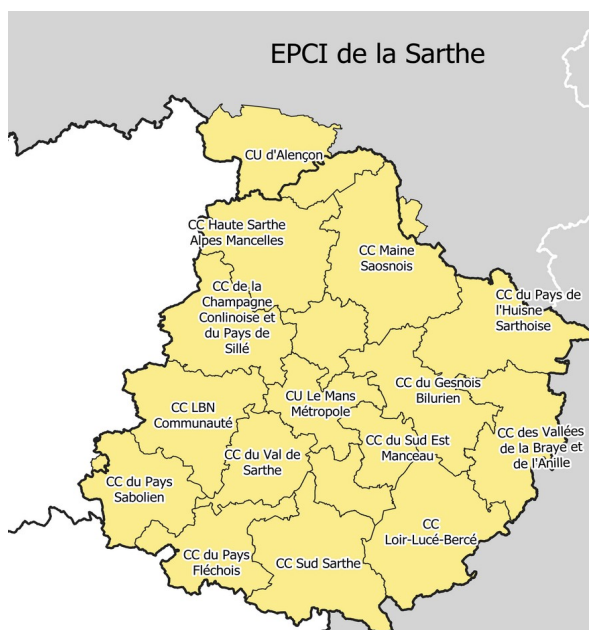 EPCI de la Sarthe
CU d'Alençon
CC Haute Sarthe
Alpes Mancelles
CC Maine
Saosnois
CC de la
Champagne
Conlinoise et
du Pays de
Sillé
CC du Pays de
l'Huisne
Sarthoise
CC LBN
Communauté
CU Le Mans
Métropole
CC du Gesnois
Bilurien
CC du Val de
Sarthe
CC du Sud Est
Manceau
CC des Vallées
de la Braye et
de l'Anille
CC du Pays
Sabolien
CC du Pays
Fléchois
CC Sud Sarthe
CC
Loir-Lucé-Bercé